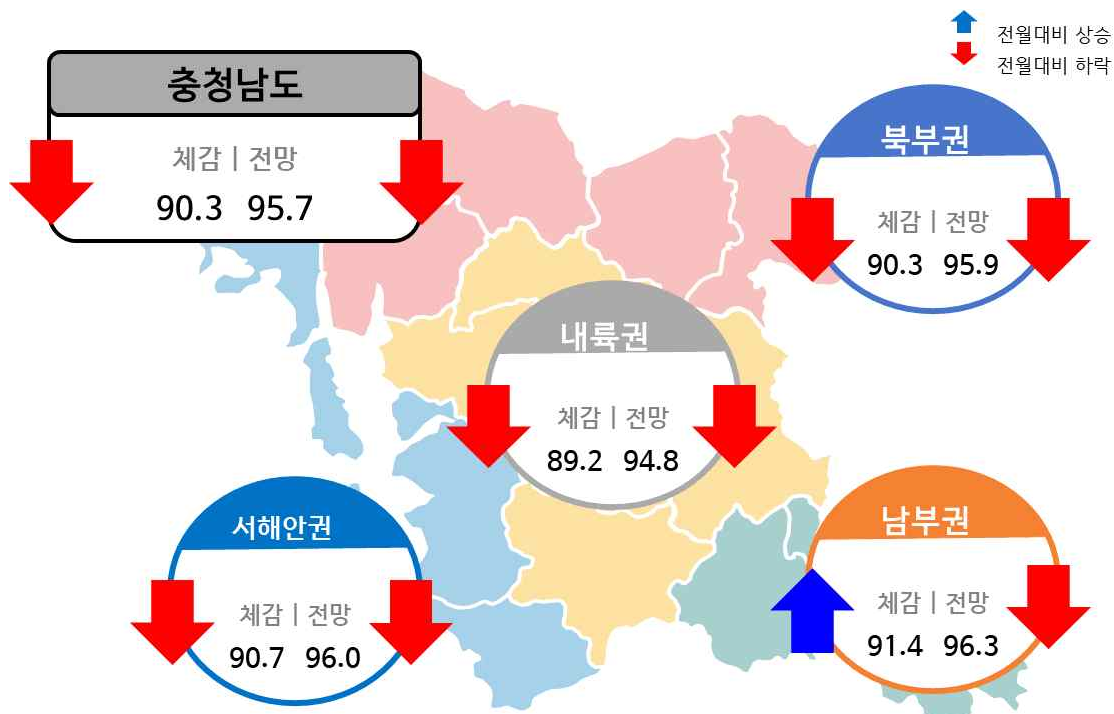 전월대비 상승
전월대비 하락
충청남도
체감 | 전망
90.3 95.7
북부권
체감 | 전망
90.3 95.9
내륙권
체감 | 전망
89.2 94.8
서해안권
체감 | 전망
90.7 96.0
남부권
체감 | 전망
91.4 96.3